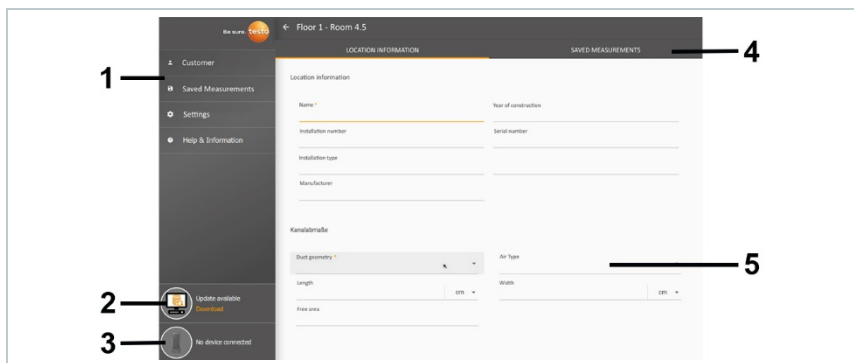 Be sure. testo
← Floor 1 - Room 4.5
LOCATION INFORMATION
SAVED MEASUREMENTS
4
1
Customer
Saved Measurements
Settings
Help & Information
Location information
Name *
Year of construction
Installation number
Serial number
Installation type
Manufacturer
Kanalabmaße
Duct geometry *
Air Type
5
Length
cm
Width
cm
Free area
2
Update available
Download
3
No device connected